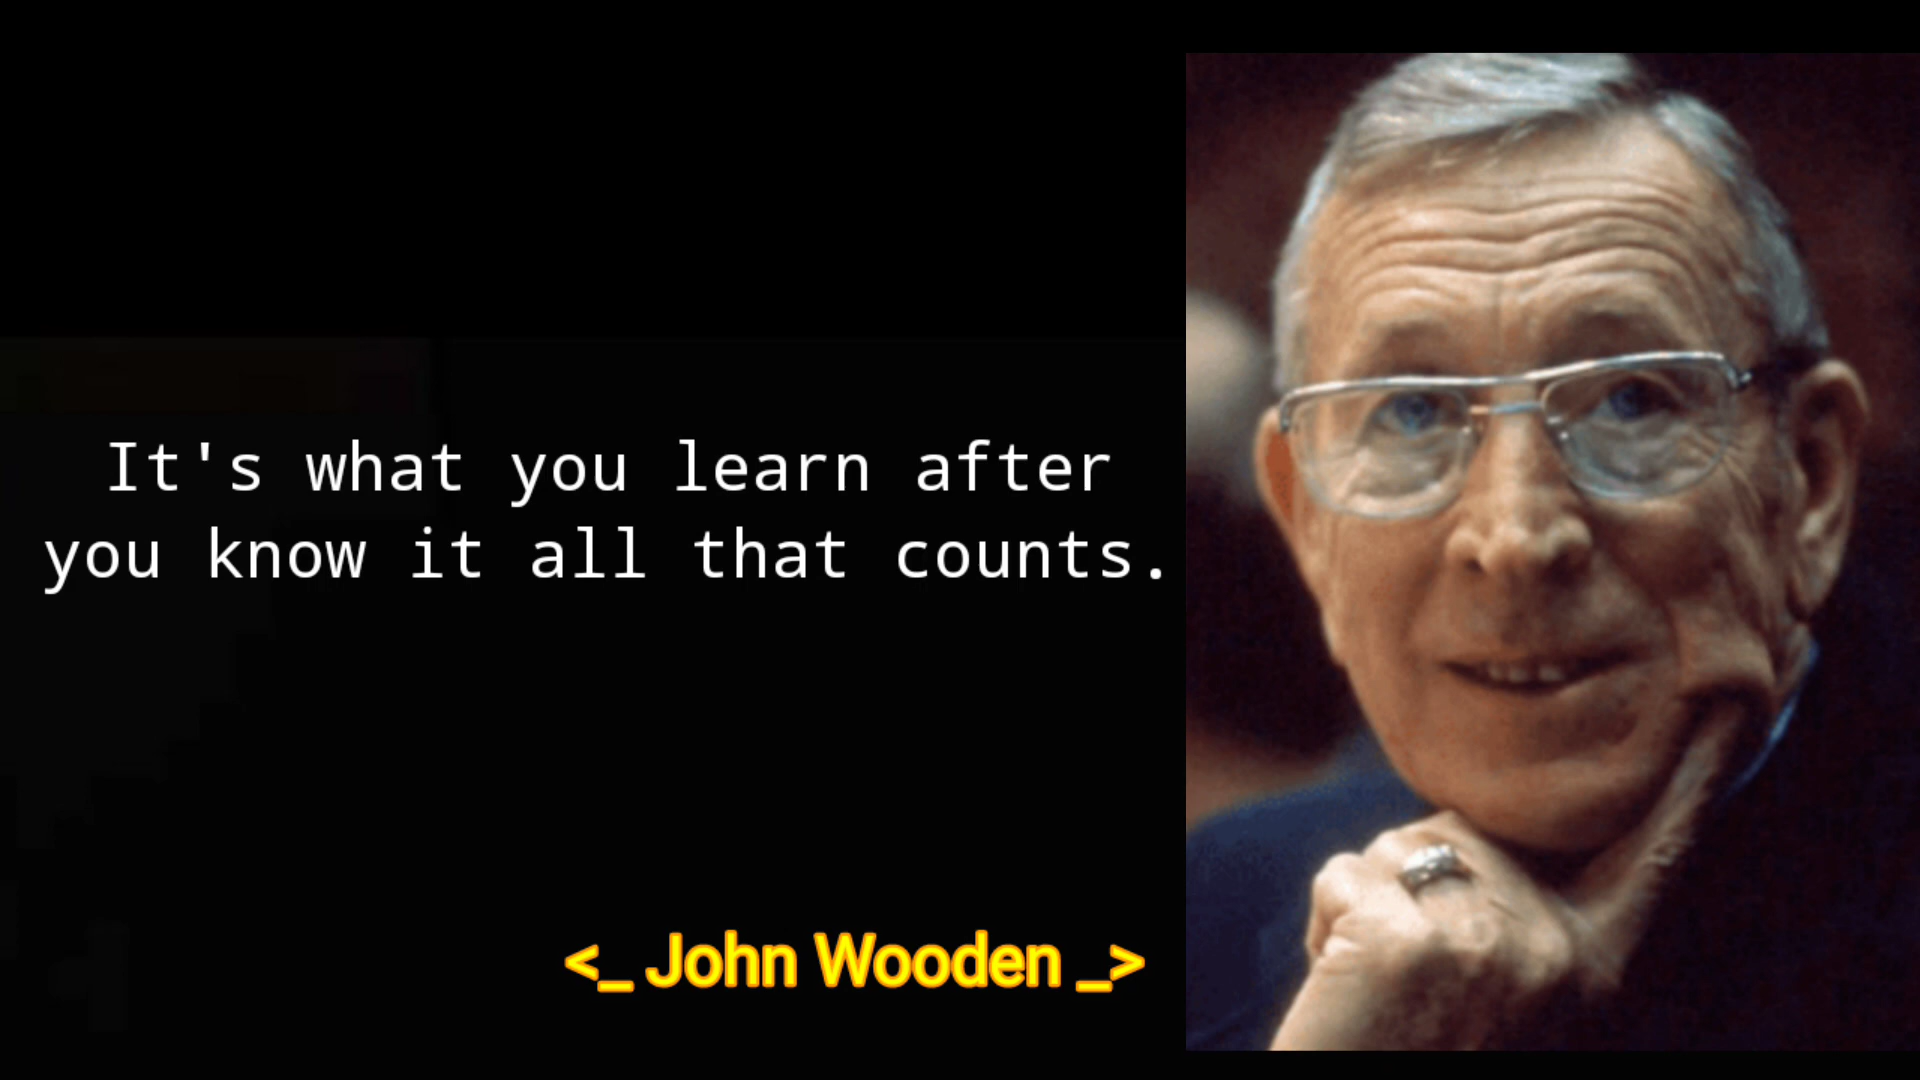 It's what you learn after
you know it all that counts.
<_ John Wooden _>